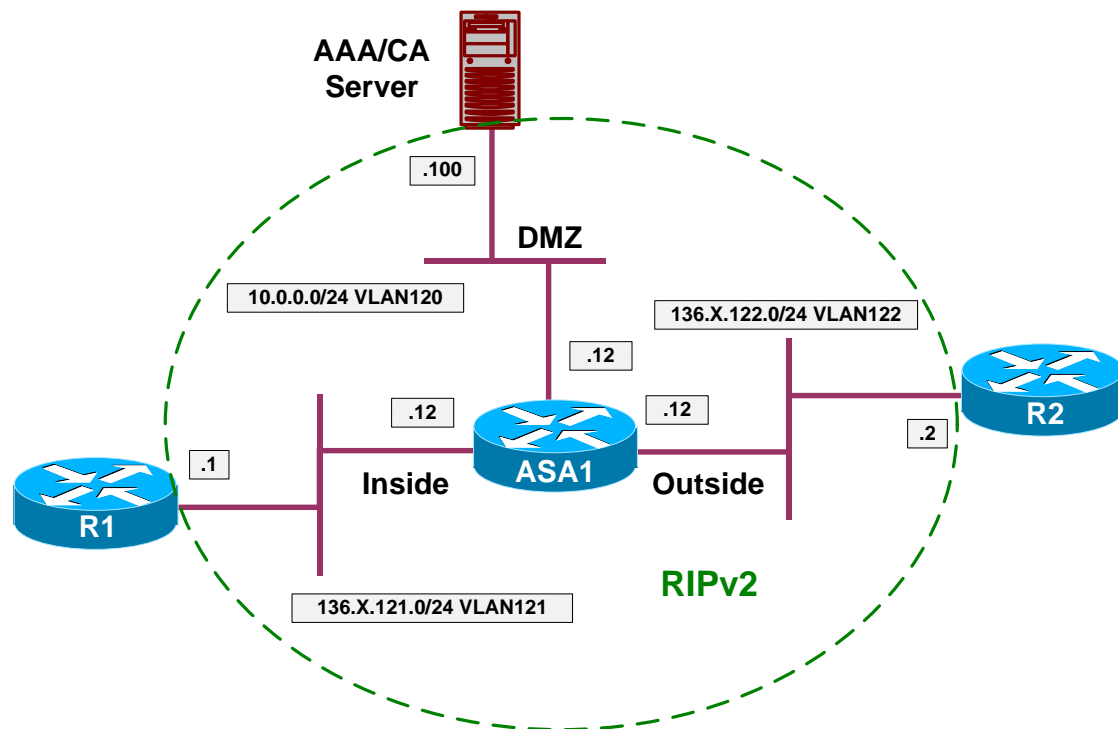 AAA/CA
Server
.100
DMZ
10.0.0.0/24 VLAN120
136.X.122.0/24 VLAN122
.12
.12
.12
R2
.2
.1
Inside
ASA1
Outside
R1
RIPv2
136.X.121.0/24 VLAN121